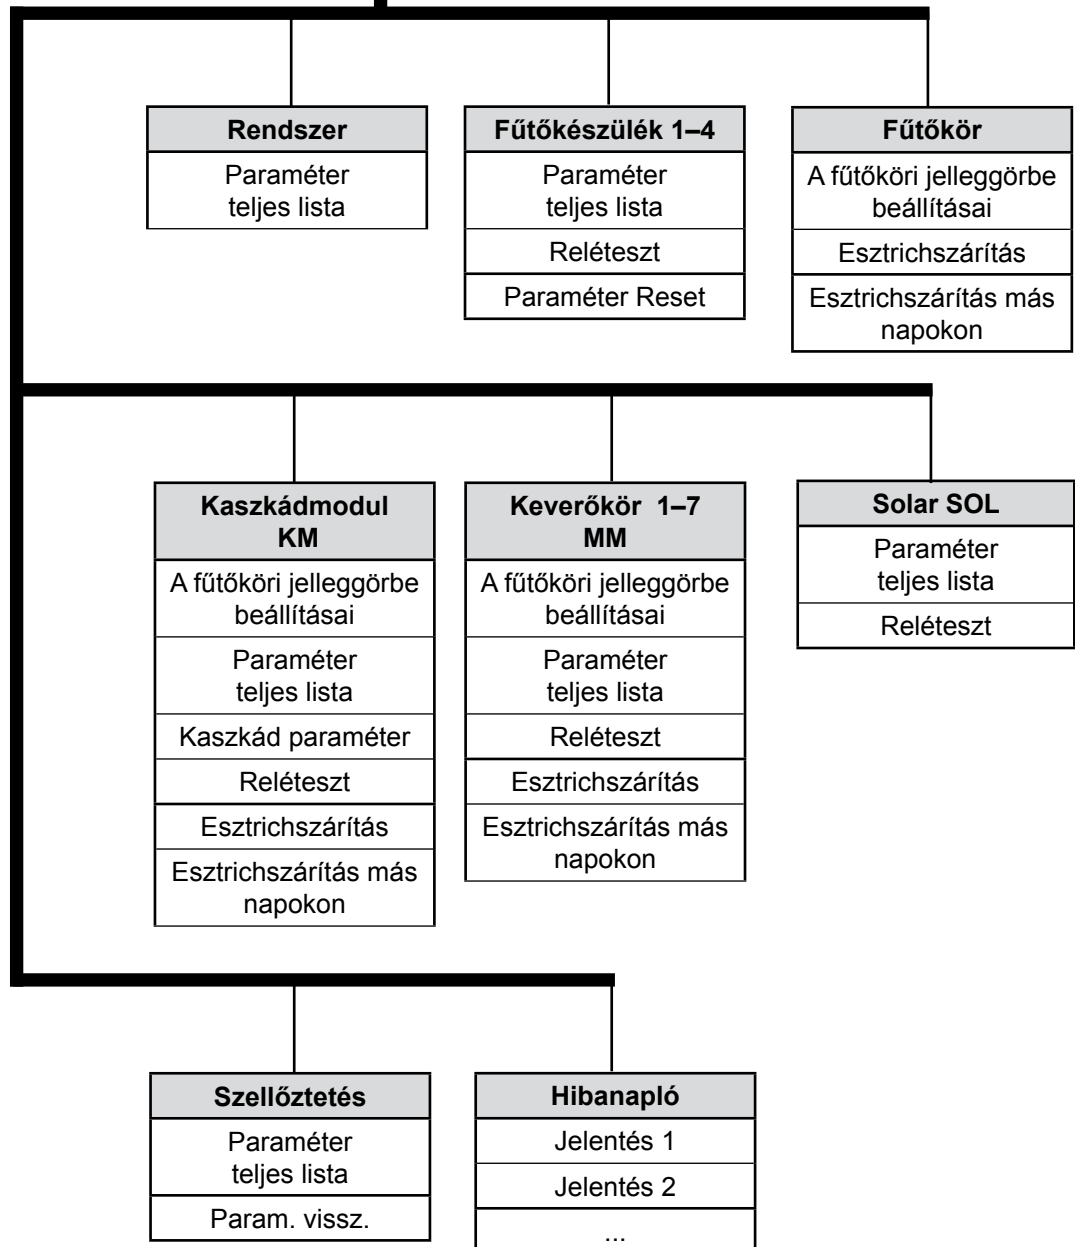 Rendszer
Paraméter
teljes lista
Fűtőkészülék 1–4
Paraméter
teljes lista
Reléteszt
Paraméter Reset
Fűtőkör
A fűtőköri jelleggörbe
beállításai
Esztrichszárítás
Esztrichszárítás más
napokon
Kaszkádmodul
KM
A fűtőköri jelleggörbe
beállításai
Paraméter
teljes lista
Kaszkád paraméter
Reléteszt
Esztrichszárítás
Esztrichszárítás más
napokon
Keverőkör 1–7
MM
A fűtőköri jelleggörbe
beállításai
Paraméter
teljes lista
Reléteszt
Esztrichszárítás
Esztrichszárítás más
napokon
Solar SOL
Paraméter
teljes lista
Reléteszt
Szellőztetés
Paraméter
teljes lista
Param. vissz.
Hibanapló
Jelentés 1
Jelentés 2
...